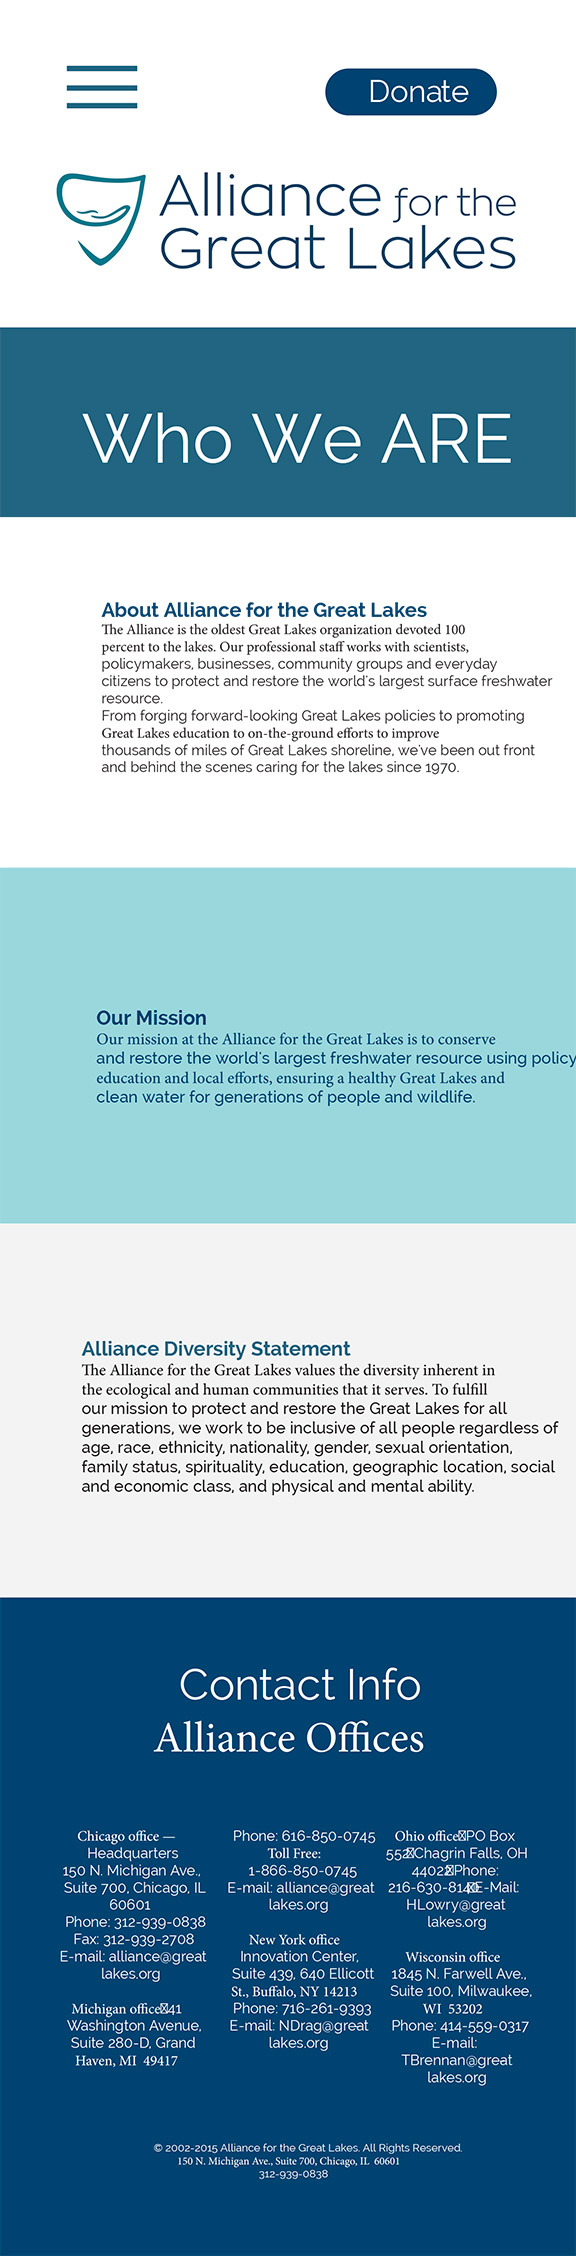 Donate
Alliance for the
Great Lakes
Who We ARE
About Alliance for the Great Lakes
The Alliance is the oldest Great Lakes organization devoted 100
percent to the lakes. Our professional staff works with scientists,
policymakers, businesses, community groups and everyday
citizens to protect and restore the world's largest surface freshwater
resource.
From forging forward-looking Great Lakes policies to promoting
Great Lakes education to on-the-ground efforts to improve
thousands of miles of Great Lakes shoreline, we've been out front
and behind the scenes caring for the lakes since 1970.
Our Mission
Our mission at the Alliance for the Great Lakes is to conserve
and restore the world's largest freshwater resource using policy
education and local efforts, ensuring a healthy Great Lakes and
clean water for generations of people and wildlife.
Alliance Diversity Statement
The Alliance for the Great Lakes values the diversity inherent in
the ecological and human communities that it serves. To fulfill
our mission to protect and restore the Great Lakes for all
generations, we work to be inclusive of all people regardless of
age, race, ethnicity, nationality, gender, sexual orientation,
family status, spirituality, education, geographic location, social
and economic class, and physical and mental ability.
Contact Info
Alliance Offices
Chicago office —
Headquarters
150 N. Michigan Ave.,
Suite 700, Chicago, IL
60601
Phone: 312-939-0838
Fax: 312-939-2708
E-mail: alliance@great
lakes.org
Michigan office 41
Washington Avenue,
Suite 280-D, Grand
Haven, MI 49417
Phone: 616-850-0745
Toll Free:
1-866-850-0745
E-mail: alliance@great
lakes.org
New York office
Innovation Center,
Suite 439, 640 Ellicott
St., Buffalo, NY 14213
Phone: 716-261-9393
E-mail: NDrag@great
lakes.org
Ohio office PO Box
552 Chagrin Falls, OH
44022 Phone:
216-630-8140 E-Mail:
HLowry@great
lakes.org
Wisconsin office
1845 N. Farwell Ave.,
Suite 100, Milwaukee,
WI 53202
Phone: 414-559-0317
E-mail:
TBrennan@great
lakes.org
© 2002-2015 Alliance for the Great Lakes. All Rights Reserved.
150 N. Michigan Ave., Suite 700, Chicago, IL 60601
312-939-0838